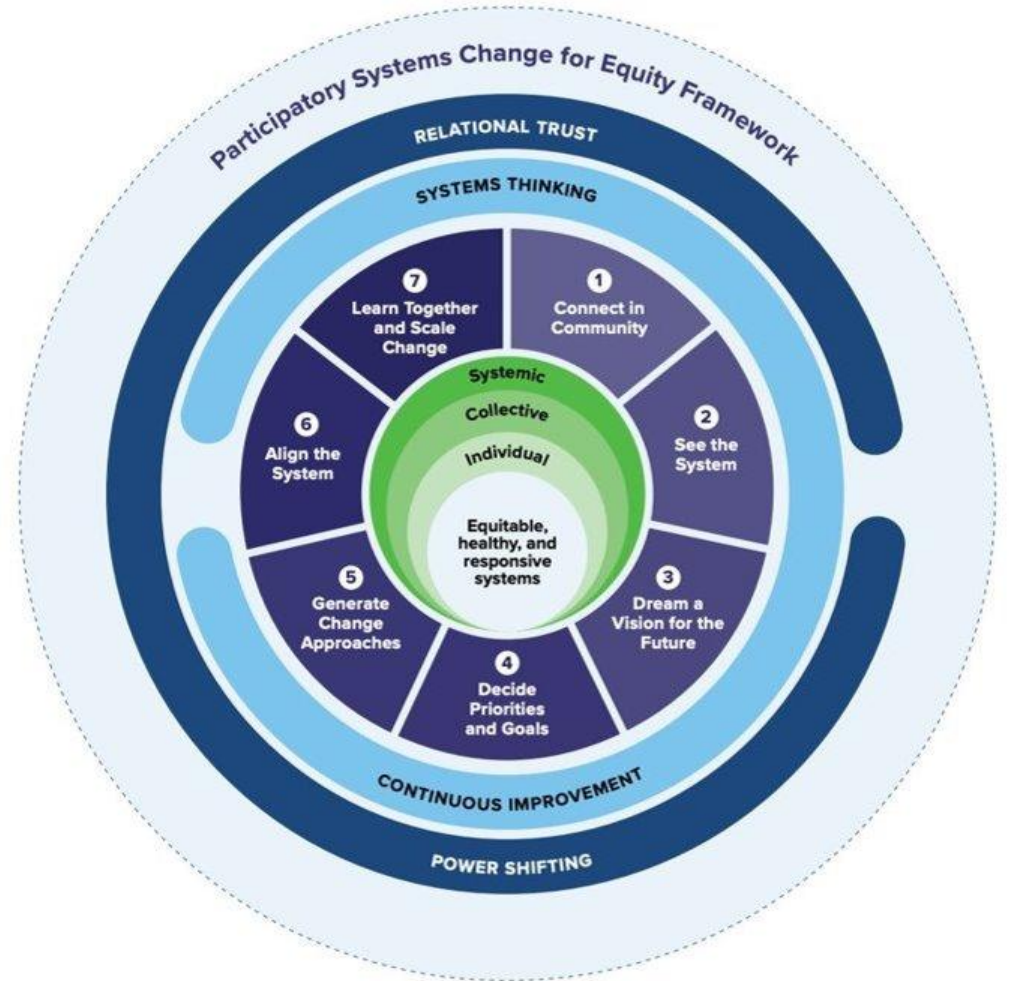 Participatory Systems Change for Equity Framework
RELATIONAL TRUST
SYSTEMS THINKING
1
Connect in
Community
2
See the
System
3
Dream a
Vision for the
Future
4
Decide
Priorities
and Goals
5
Generate
Change
Approaches
6
Align the
System
7
Learn Together
and Scale
Change
Systemic
Collective
Individual
Equitable,
healthy, and
responsive
systems
CONTINUOUS IMPROVEMENT
POWER SHIFTING